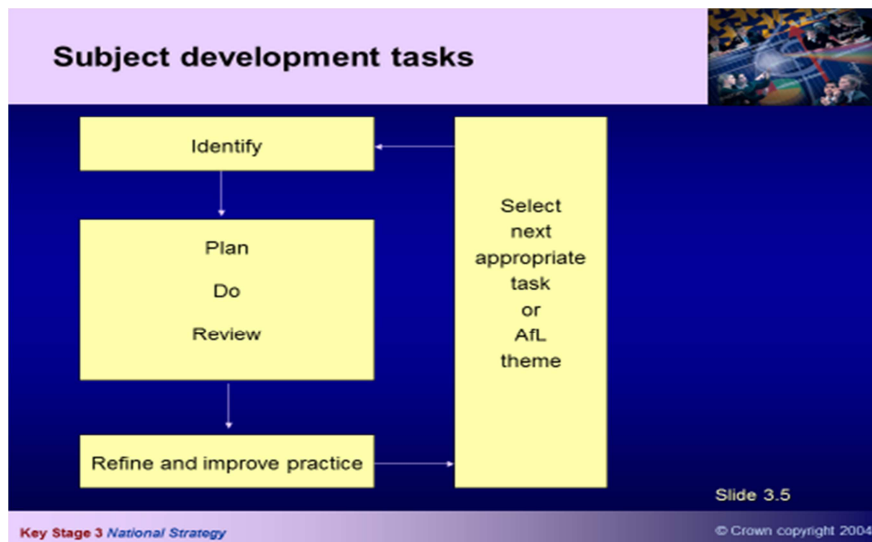 Subject development tasks
Identify
Plan
Do
Review
Refine and improve practice
Select
next
appropriate
task
or
AfL
theme
Slide 3.5
Key Stage 3 National Strategy
© Crown copyright 2004